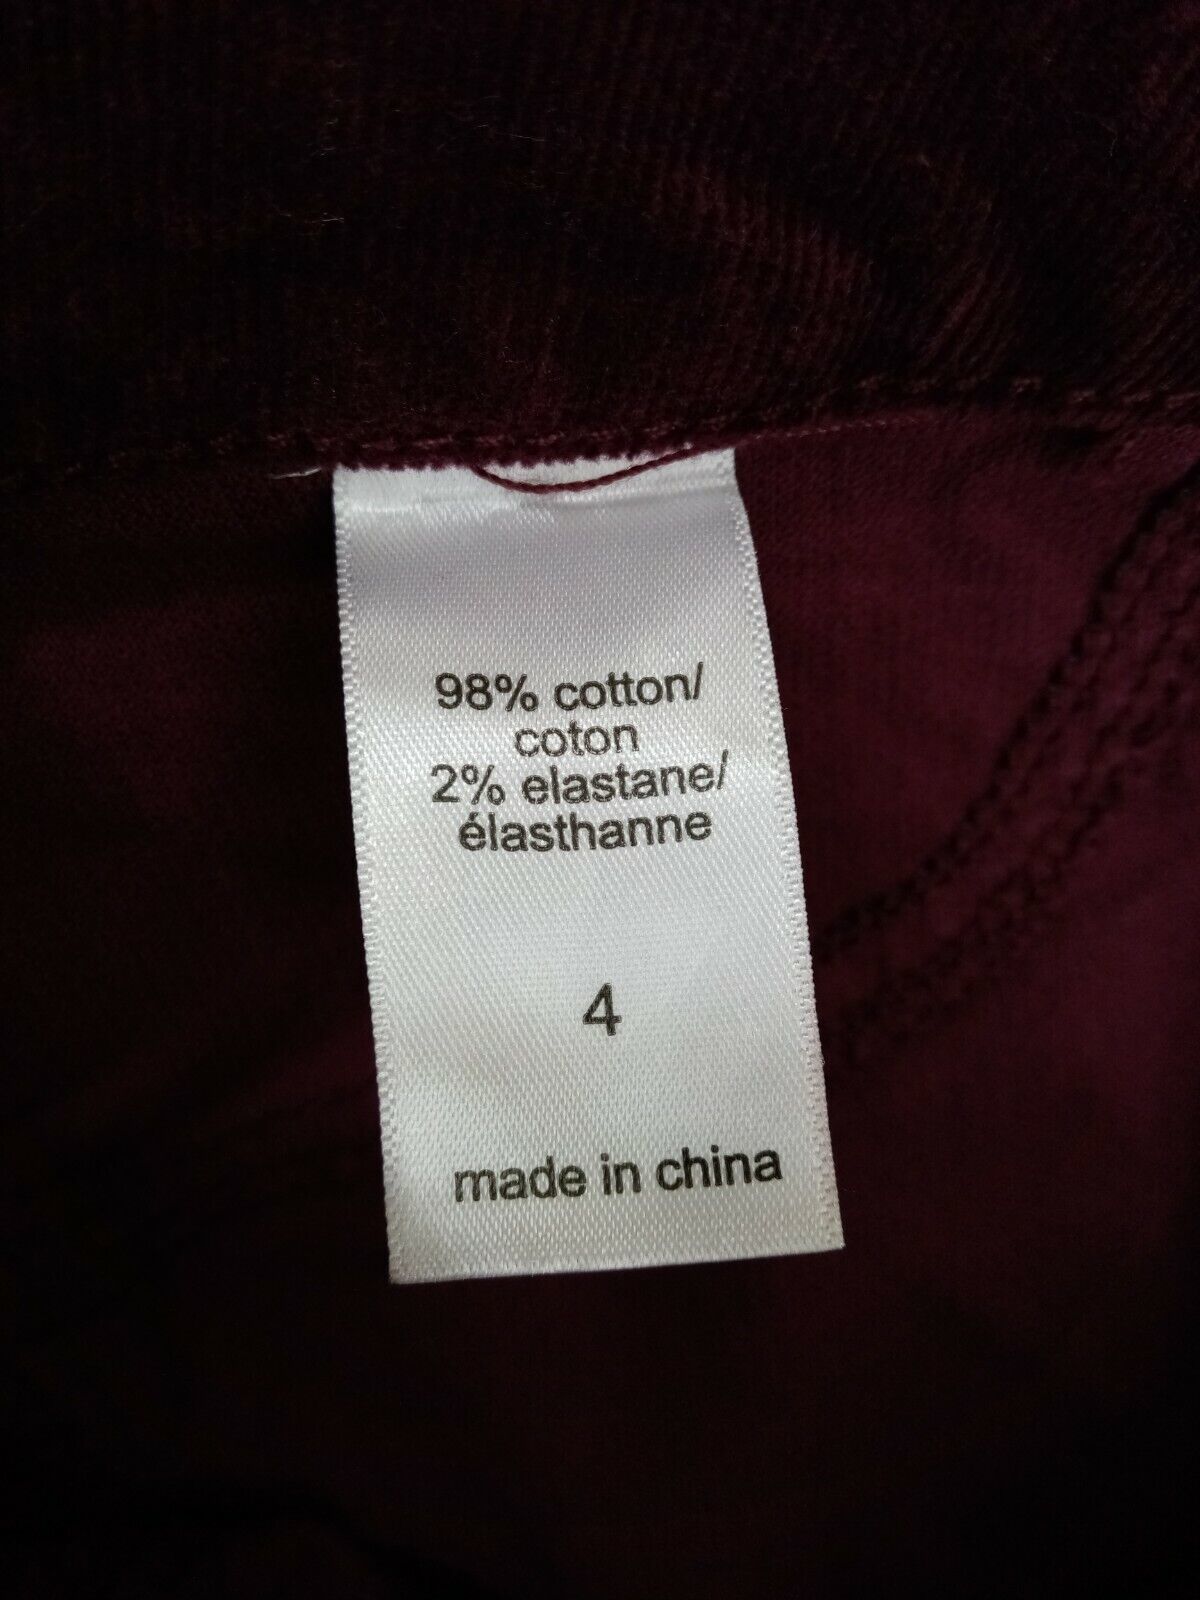 98% cotton/
coton
2% elastane/
élasthanne
4
made in china